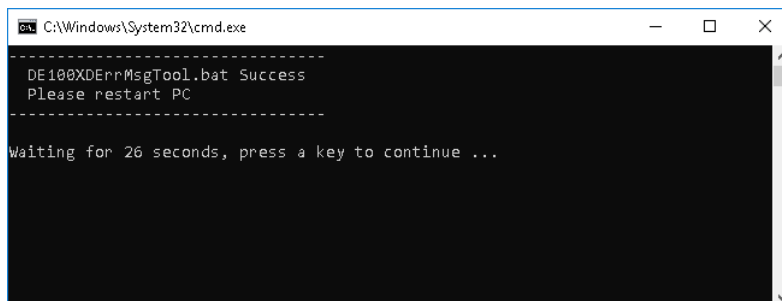 C:\Windows\System32\cmd.exe
---------------------------------
DE100XDErrMsgTool.bat Success
Please restart PC
---------------------------------
Waiting for 26 seconds, press a key to continue ...